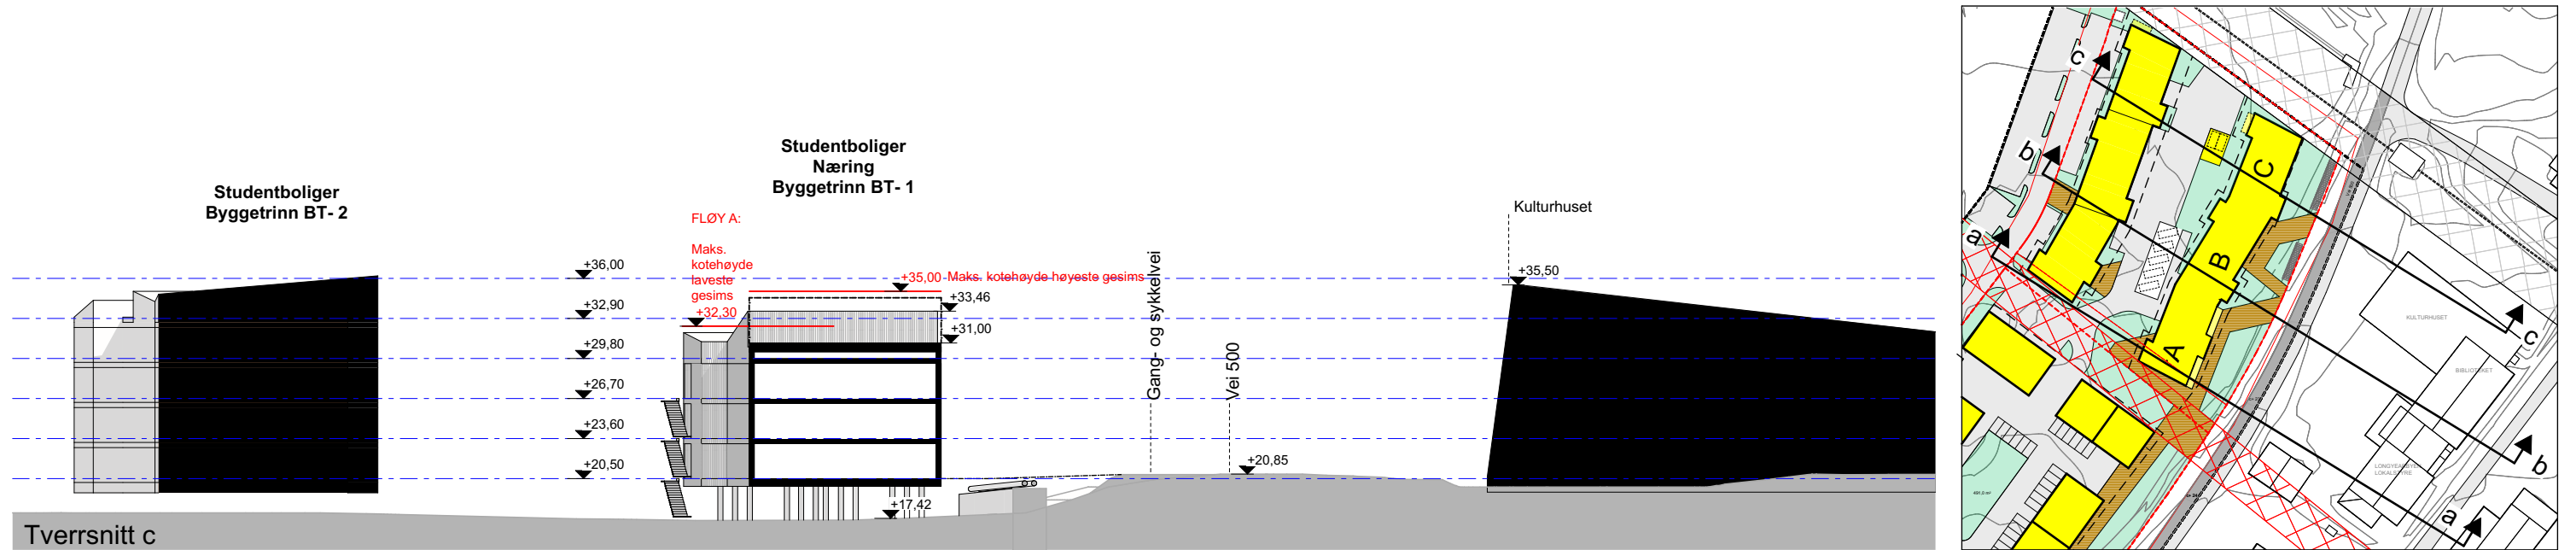 Studentboliger
Byggetrinn BT- 2
Studentboliger
Næring
Byggetrinn BT- 1
FLØY A:
Maks.
kotehøyde
laveste
gesims
+32,30
+35,00 Maks. kotehøyde høyeste gesims
+33,46
+31,00
+36,00
+32,90
+29,80
+26,70
+23,60
+20,50
+17,42
Gang- og sykkelvei
Vei 500
+20,85
Kulturhuset
+35,50
Tverrsnitt c
c
b
a
C
B
A
KULTURHUSET
BIBLIOTEKET
LONGYEARBYEN
LOKALSTYRE
c
b
a